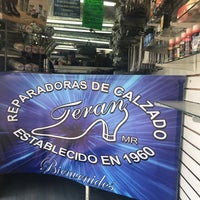 REPARADORAS DE CALZADO
Teran
MR
ESTABLECIDO EN 1960
Bienvenidos